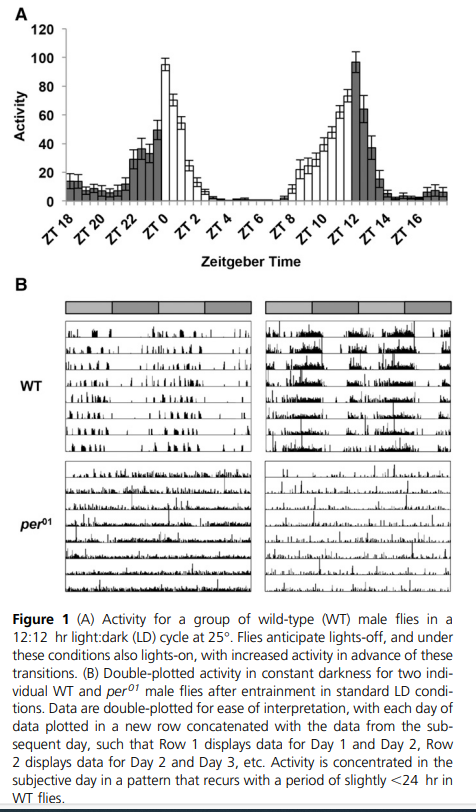 A
120
100
80
60
40
20
0
Activity
ZT 18
ZT 20
ZT 22
ZT 0
ZT 2
ZT 4
ZT 6
ZT 8
ZT 10
ZT 12
ZT 14
ZT 16
Zeitgeber Time
B
WT
per01
Figure 1 (A) Activity for a group of wild-type (WT) male flies in a
12:12 hr light:dark (LD) cycle at 25°. Flies anticipate lights-off, and under
these conditions also lights-on, with increased activity in advance of these
transitions. (B) Double-plotted activity in constant darkness for two indi-
vidual WT and per01 male flies after entrainment in standard LD condi-
tions. Data are double-plotted for ease of interpretation, with each day of
data plotted in a new row concatenated with the data from the sub-
sequent day, such that Row 1 displays data for Day 1 and Day 2, Row
2 displays data for Day 2 and Day 3, etc. Activity is concentrated in the
subjective day in a pattern that recurs with a period of slightly <24 hr in
WT flies.